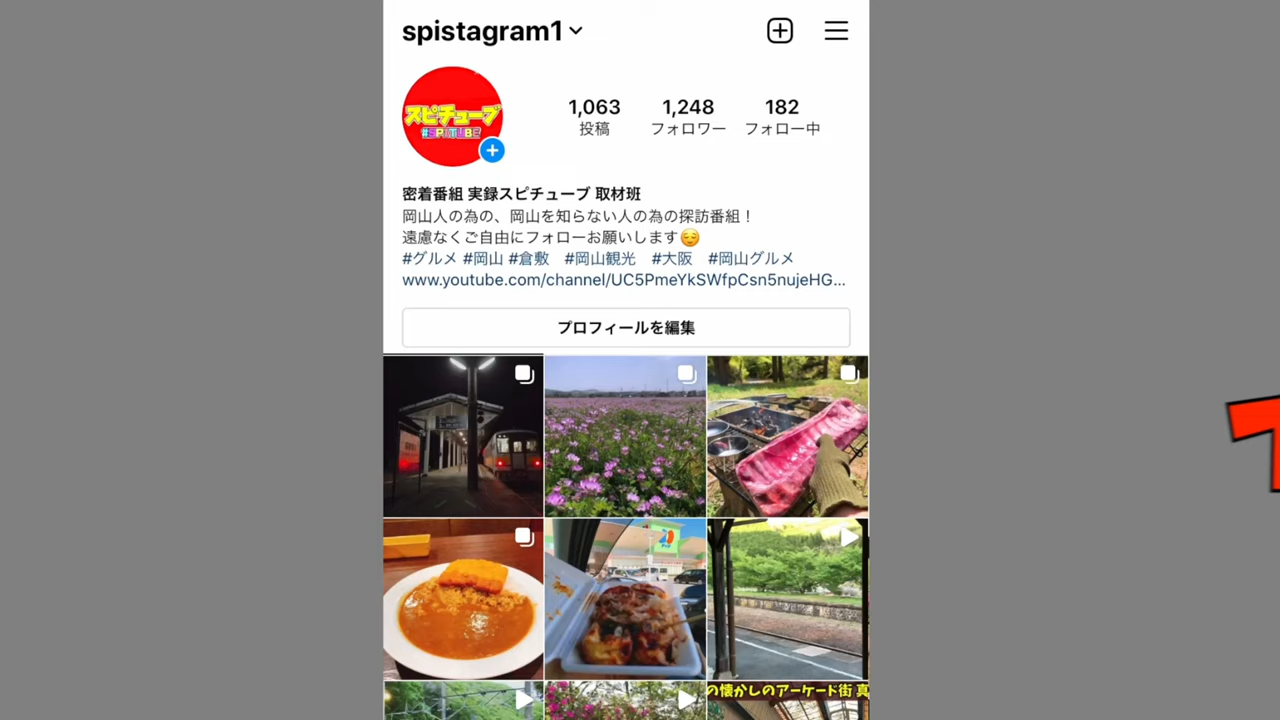 spistagram1
スピチューブ
#SPITUBE
1,063
投稿
1,248
フォロワー
182
フォロー中
密着番組 実録スピチューブ 取材班
岡山人の為の、岡山を知らない人の為の探訪番組！
遠慮なくご自由にフォローお願いします😌
#グルメ #岡山 #倉敷　#岡山観光　#大阪　#岡山グルメ
www.youtube.com/channel/UC5PmeYkSWfpCsn5nujeHG...
プロフィールを編集
の懐かしのアーケード街 真